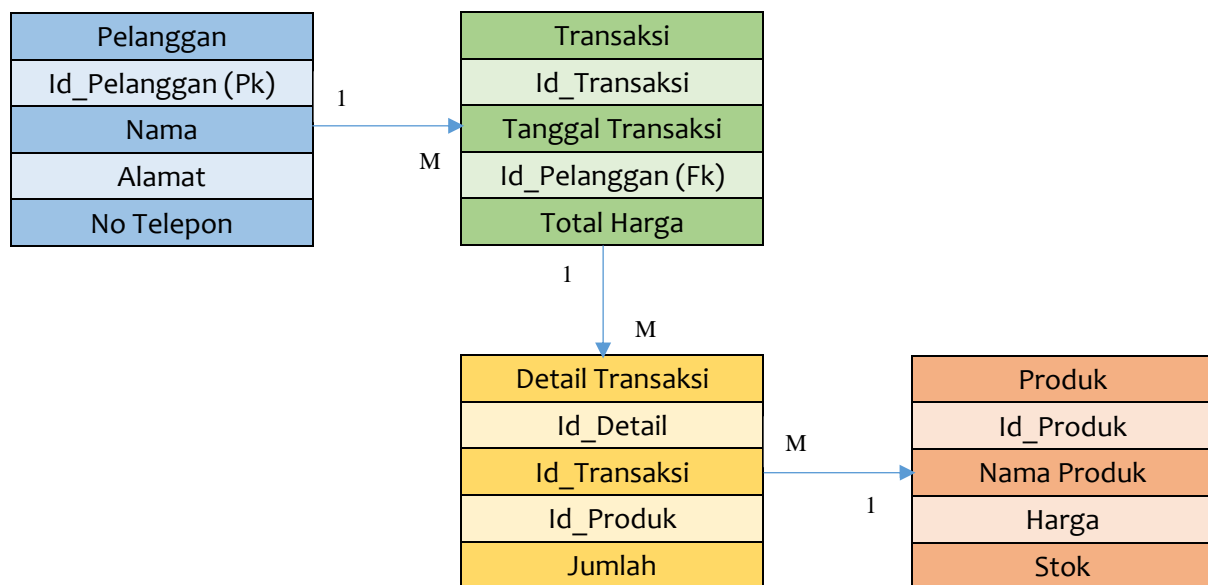 Pelanggan
Id_Pelanggan (Pk)
Nama
Alamat
No Telepon
1
M
Transaksi
Id_Transaksi
Tanggal Transaksi
Id_Pelanggan (Fk)
Total Harga
1
M
Detail Transaksi
Id_Detail
Id_Transaksi
Id_Produk
Jumlah
M
1
Produk
Id_Produk
Nama Produk
Harga
Stok